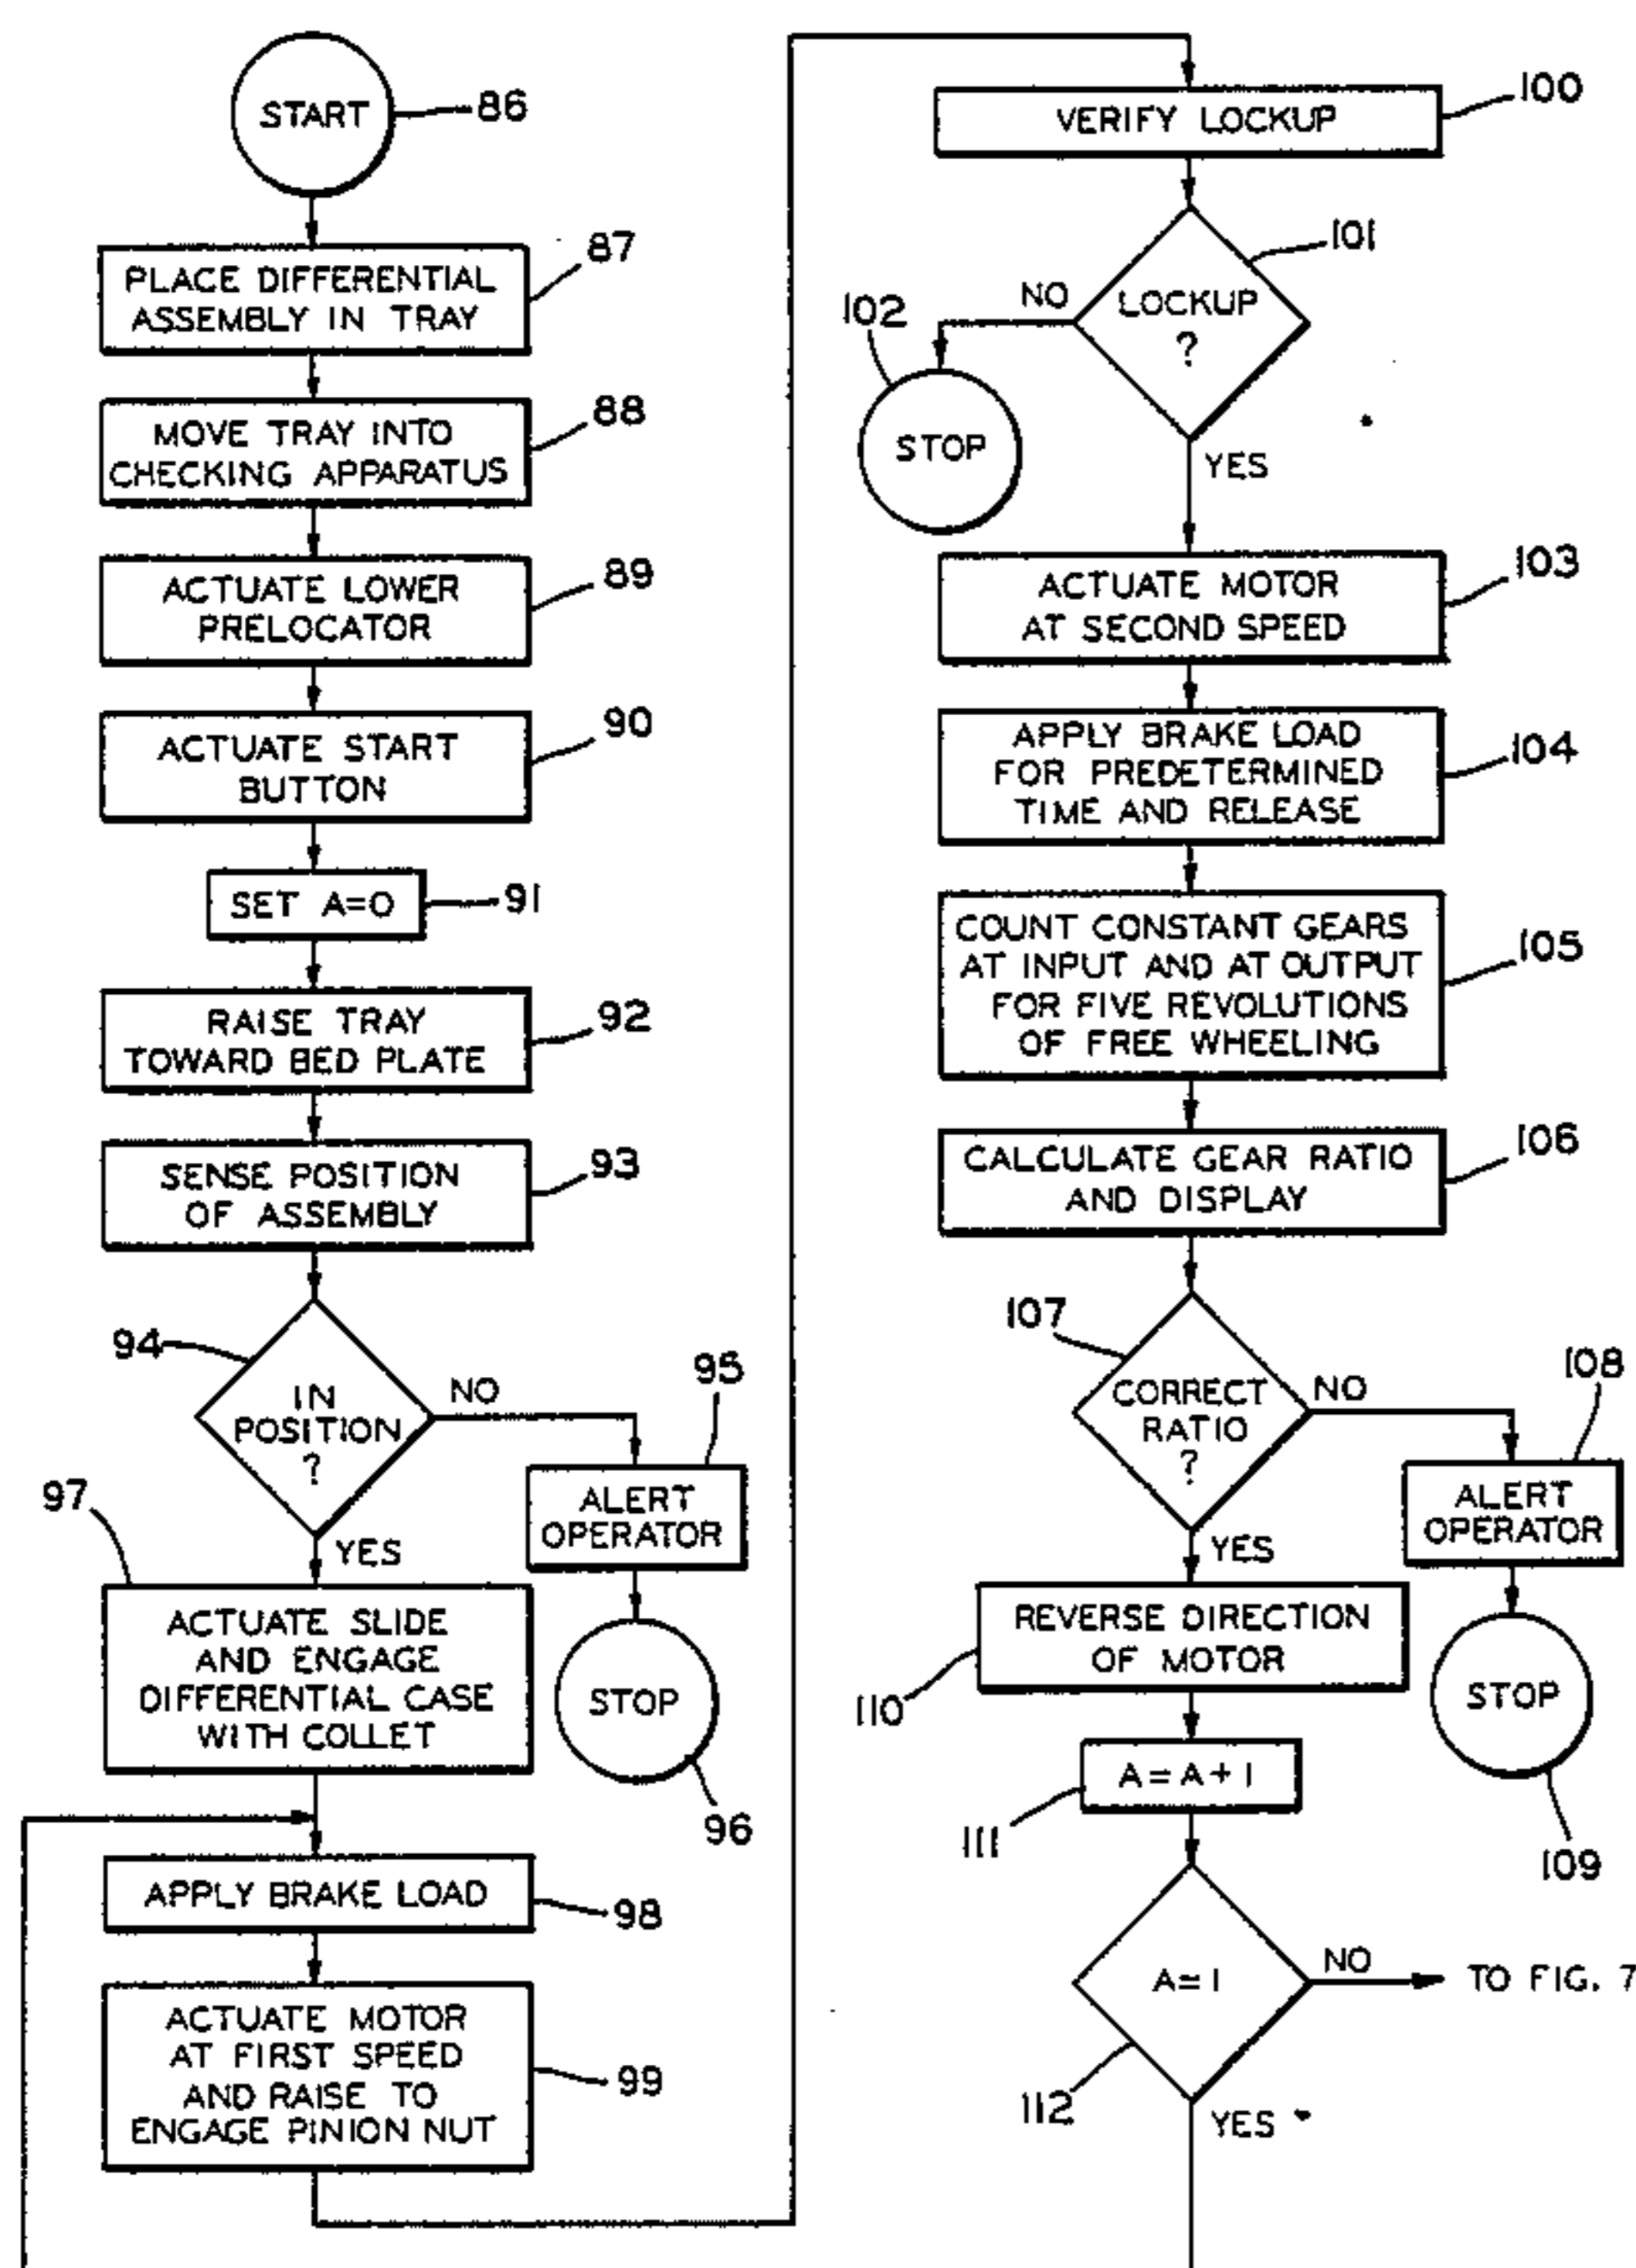 START
86
PLACE DIFFERENTIAL
ASSEMBLY IN TRAY
87
MOVE TRAY INTO
CHECKING APPARATUS
88
ACTUATE LOWER
PRELOCATOR
89
ACTUATE START
BUTTON
90
SET A=0
91
RAISE TRAY
TOWARD BED PLATE
92
SENSE POSITION
OF ASSEMBLY
93
94
IN
POSITION
?
NO
95
ALERT
OPERATOR
STOP
96
YES
97
ACTUATE SLIDE
AND ENGAGE
DIFFERENTIAL CASE
WITH COLLET
APPLY BRAKE LOAD
98
ACTUATE MOTOR
AT FIRST SPEED
AND RAISE TO
ENGAGE PINION NUT
99
VERIFY LOCKUP
100
101
LOCKUP
?
NO
102
STOP
YES
ACTUATE MOTOR
AT SECOND SPEED
103
APPLY BRAKE LOAD
FOR PREDETERMINED
TIME AND RELEASE
104
COUNT CONSTANT GEARS
AT INPUT AND AT OUTPUT
FOR FIVE REVOLUTIONS
OF FREE WHEELING
105
CALCULATE GEAR RATIO
AND DISPLAY
106
107
CORRECT
RATIO
?
NO
108
ALERT
OPERATOR
STOP
109
YES
REVERSE DIRECTION
OF MOTOR
110
A=A+1
111
A=1
NO
TO FIG. 7
112
YES